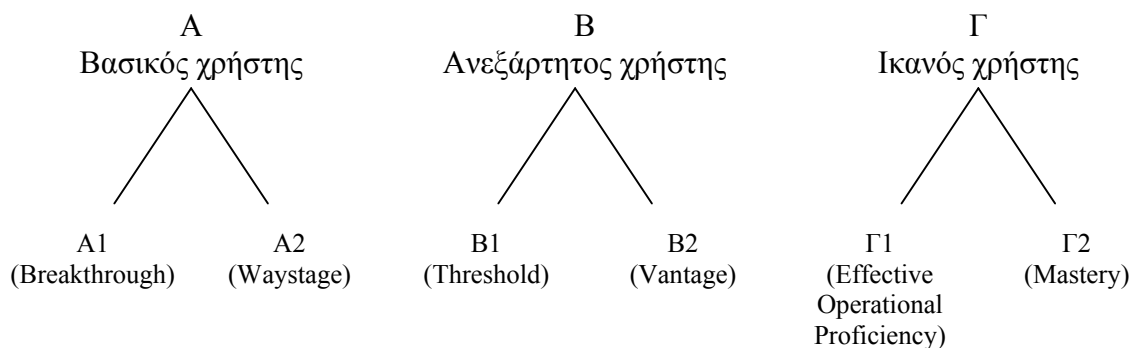 Α
Βασικός χρήστης
Β
Ανεξάρτητος χρήστης
Γ
Ικανός χρήστης
Α1
(Breakthrough)
Α2
(Waystage)
Β1
(Threshold)
Β2
(Vantage)
Γ1
(Effective
Operational
Proficiency)
Γ2
(Mastery)